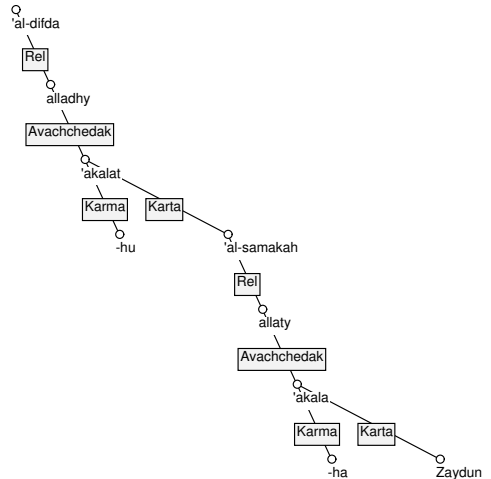 'al-difda
Rel
alladhy
Avachchedak
'akalat
Karma Karta
-hu 'al-samakah
Rel
allaty
Avachchedak
'akala
Karma Karta
-ha Zaydun